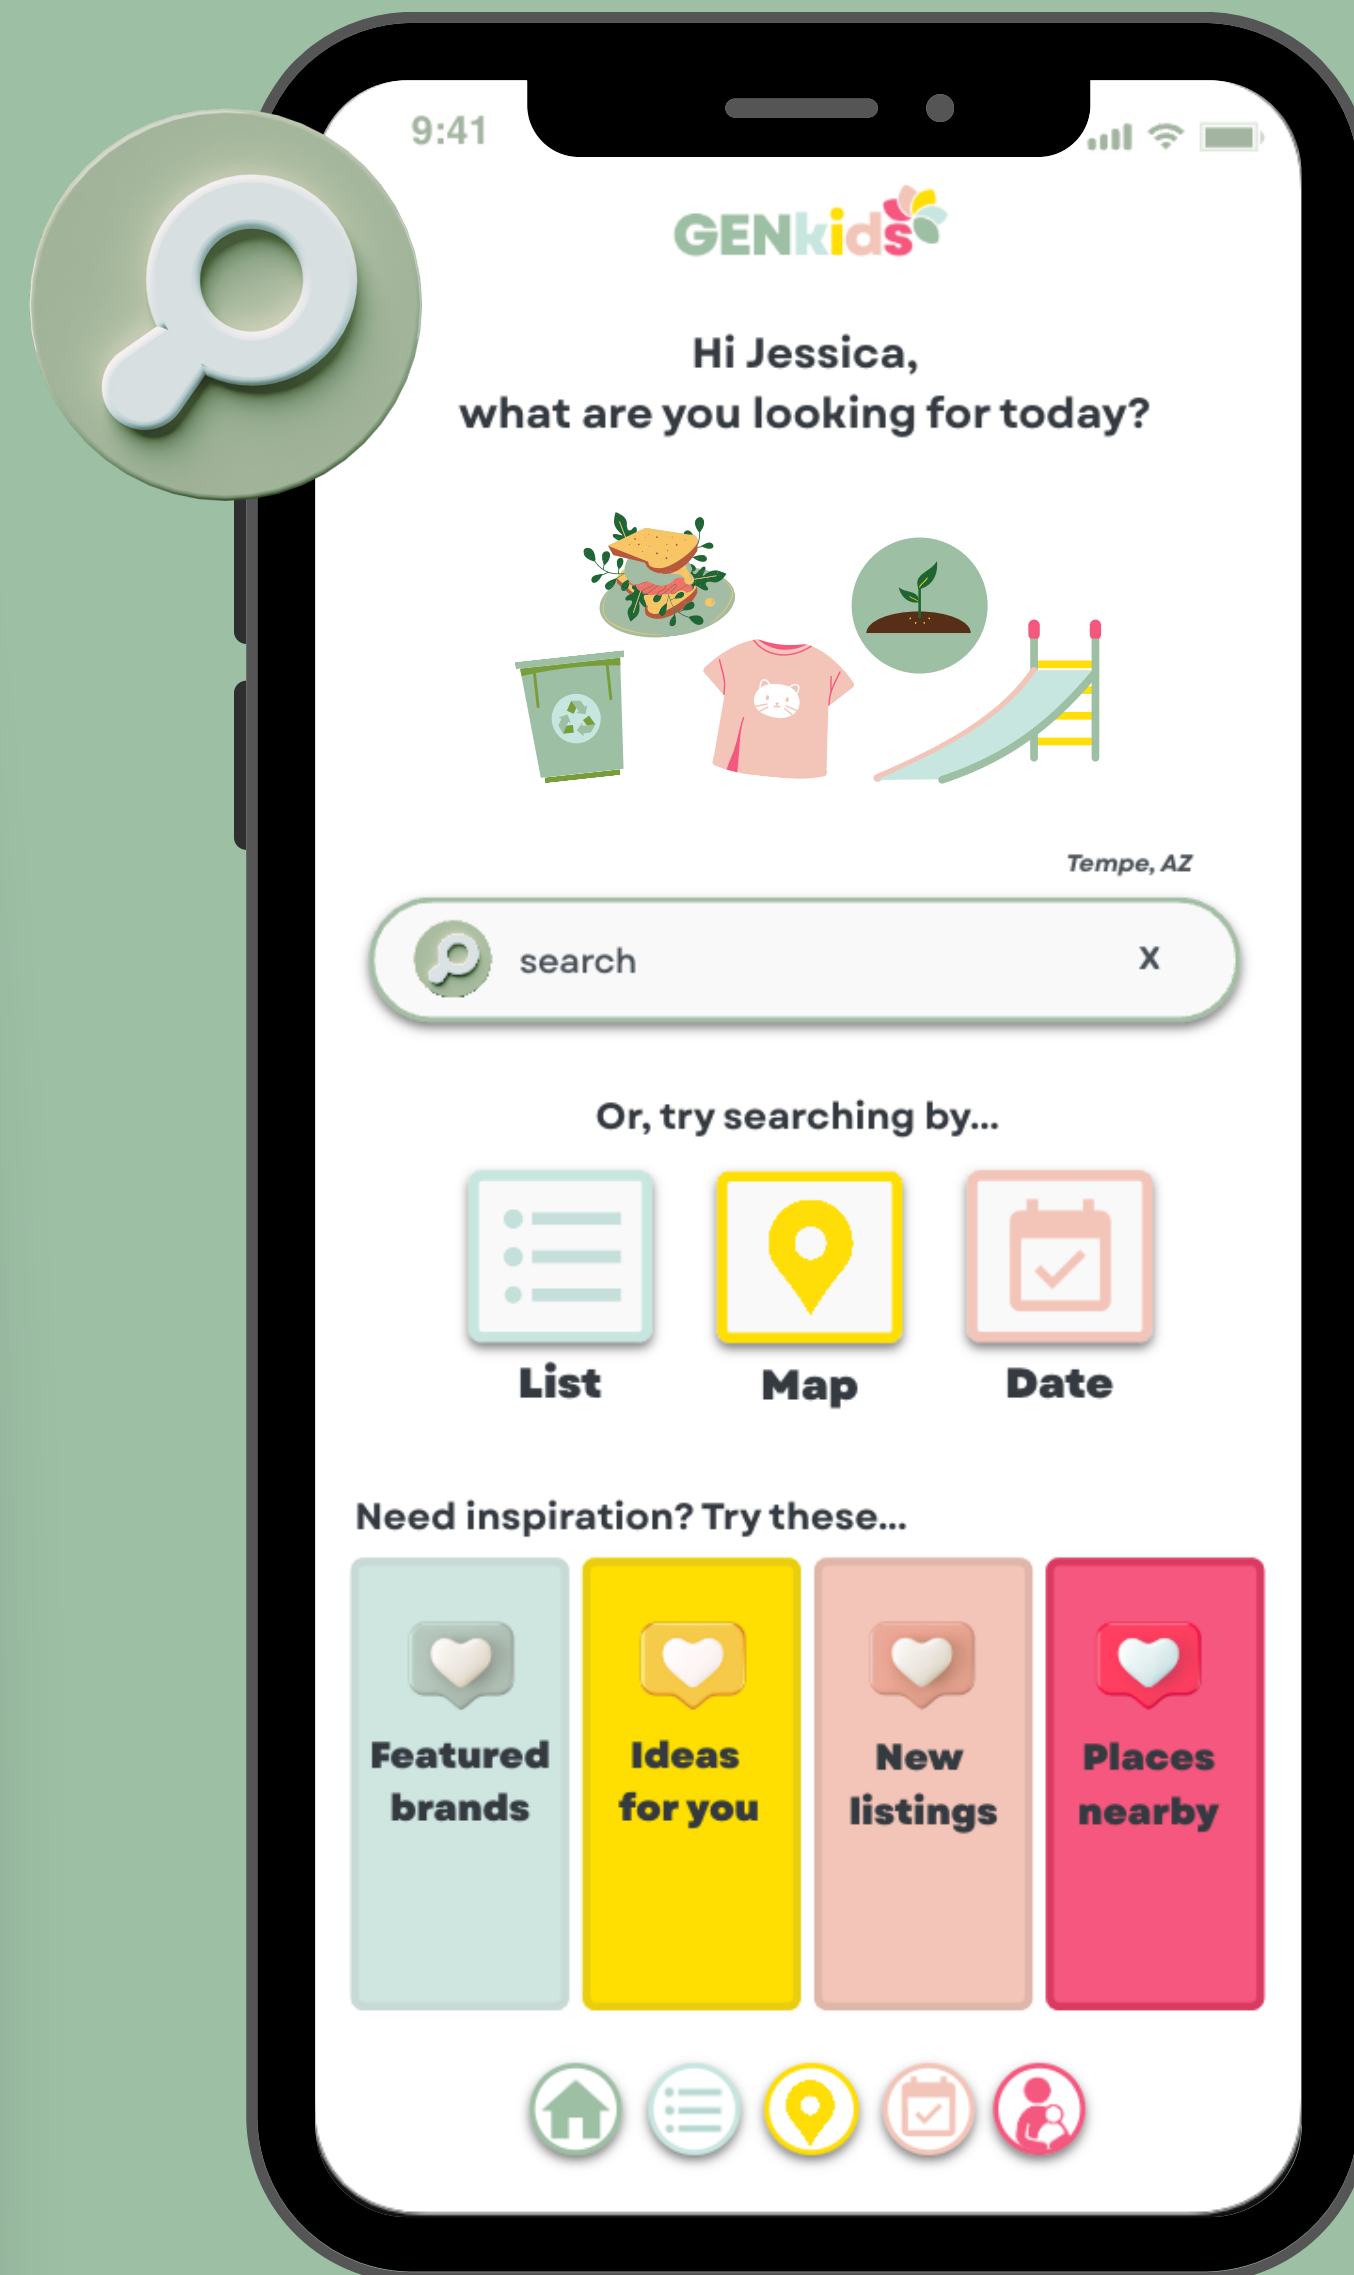 9:41
GENkids
Hi Jessica,
what are you looking for today?
Tempe, AZ
search
X
Or, try searching by...
List
Map
Date
Need inspiration? Try these...
Featured
brands
Ideas
for you
New
listings
Places
nearby